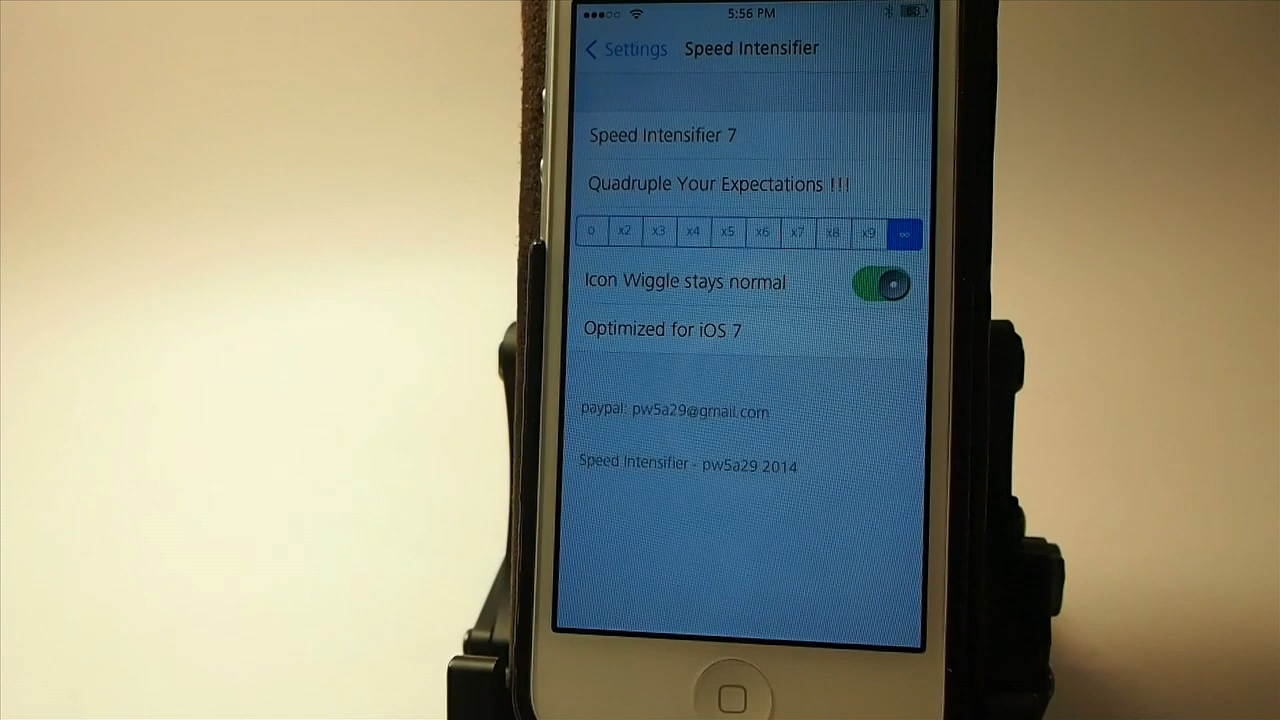 5:56 PM
Settings Speed Intensifier
Speed Intensifier 7
Quadruple Your Expectations !!!
0 x2 x3 x4 x5 x6 x7 x8 x9 ∞
Icon Wiggle stays normal
Optimized for iOS 7
paypal: pw5a29@gmail.com
Speed Intensifier - pw5a29 2014